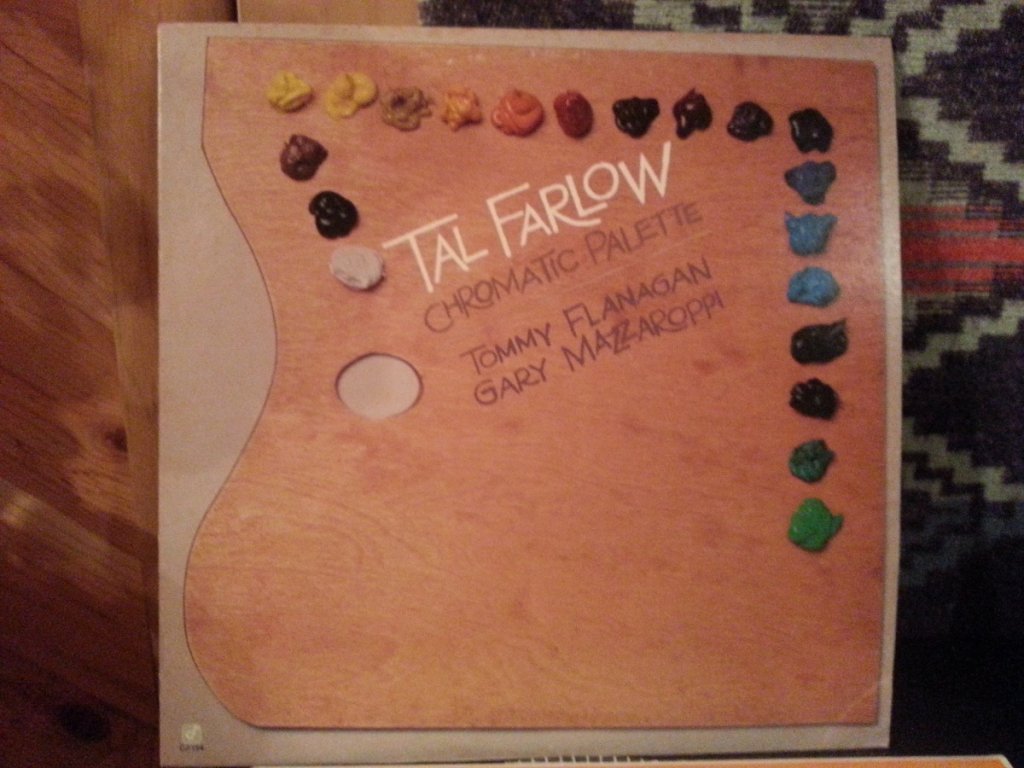 TAL FARLOW
CHROMATIC PALETTE
TOMMY FLANAGAN
GARY MAZZAROPPI